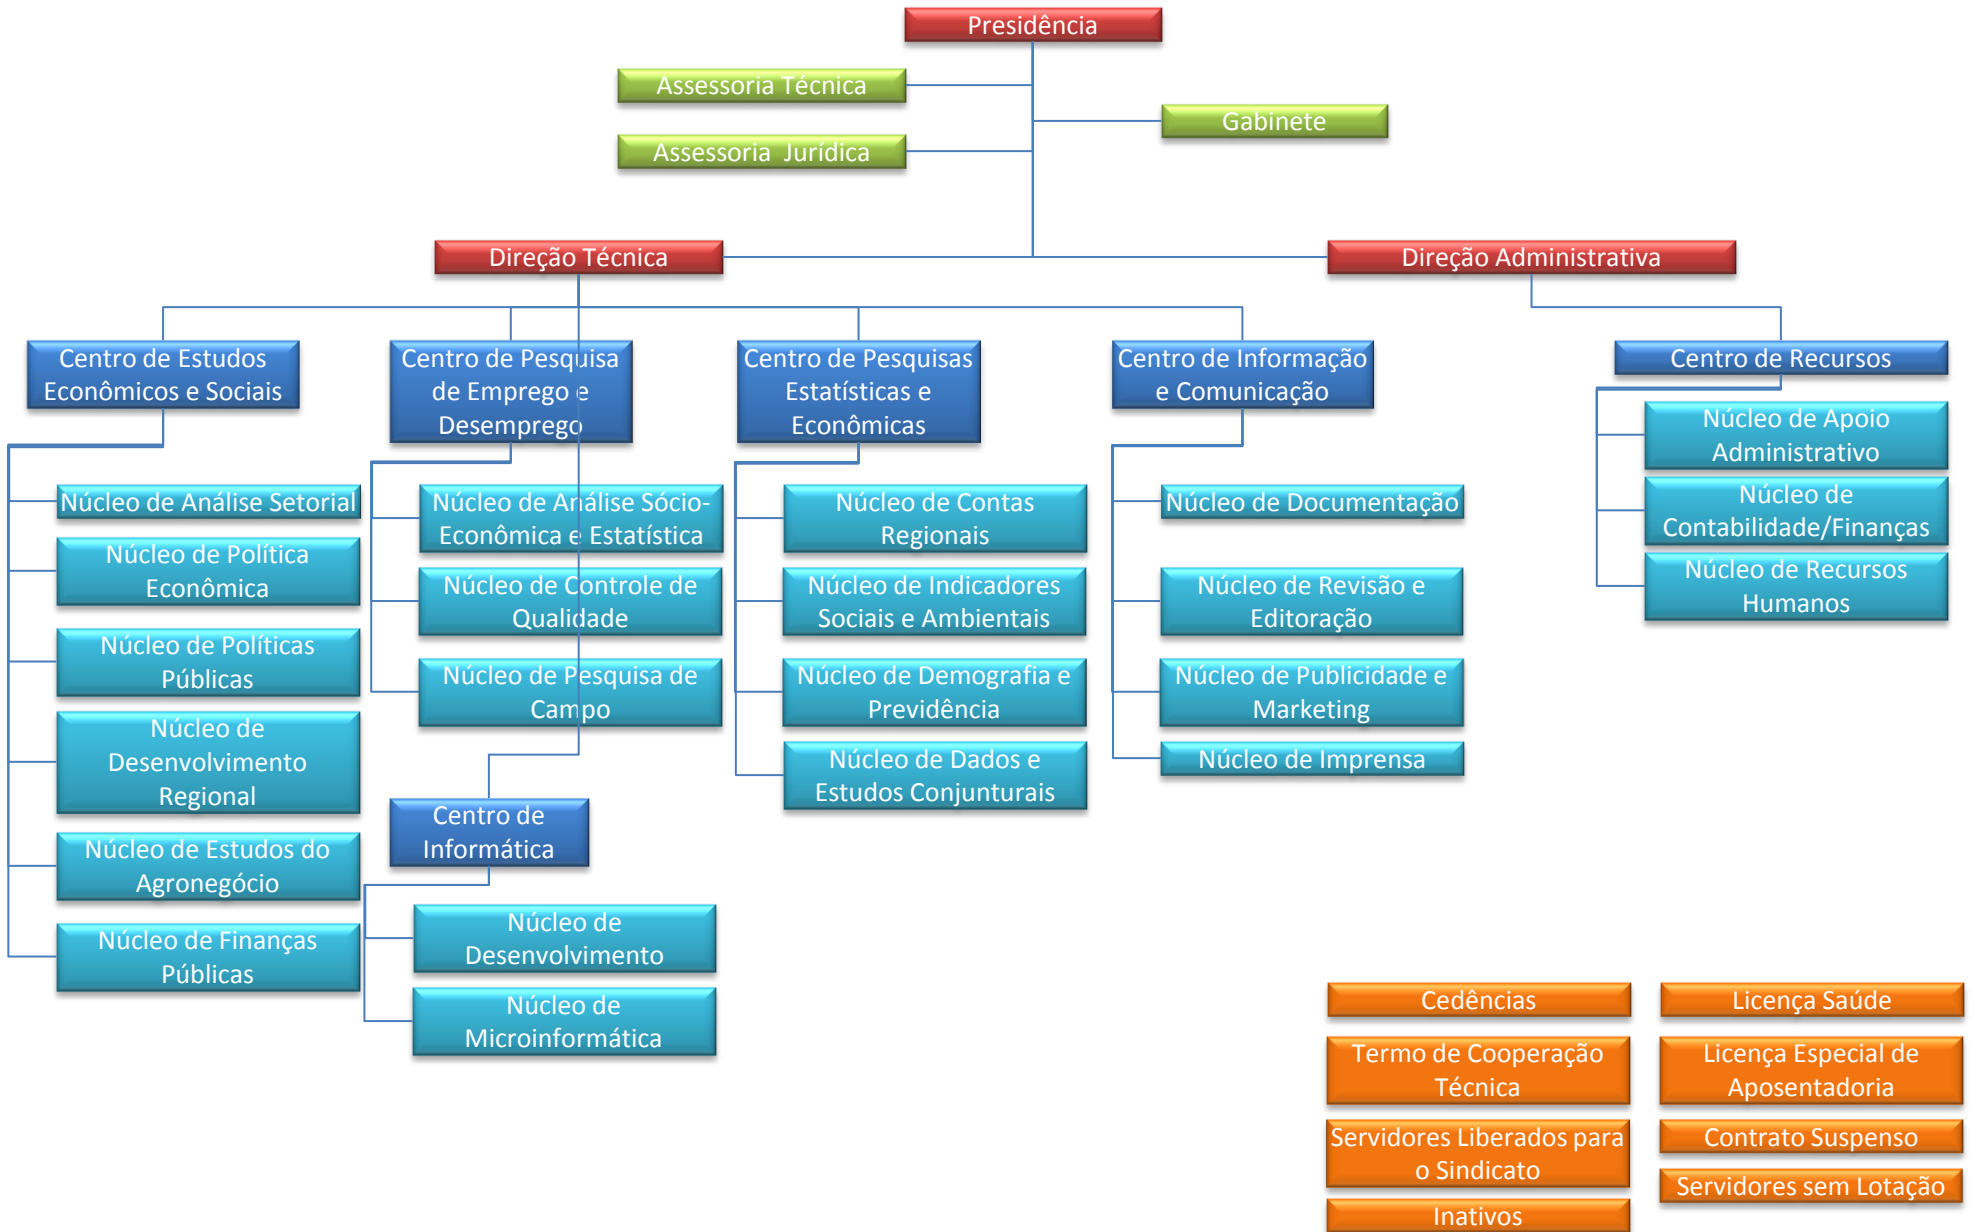 Presidência
Assessoria Técnica
Gabinete
Assessoria Jurídica
Direção Técnica
Direção Administrativa
Centro de Estudos
Econômicos e Sociais
Núcleo de Análise Setorial
Núcleo de Política
Econômica
Núcleo de Políticas
Públicas
Núcleo de
Desenvolvimento
Regional
Núcleo de Estudos do
Agronegócio
Núcleo de Finanças
Públicas
Centro de Pesquisa
de Emprego e
Desemprego
Núcleo de Análise Sócio-
Econômica e Estatística
Núcleo de Controle de
Qualidade
Núcleo de Pesquisa de
Campo
Centro de
Informática
Núcleo de
Desenvolvimento
Núcleo de
Microinformática
Centro de Pesquisas
Estatísticas e
Econômicas
Núcleo de Contas
Regionais
Núcleo de Indicadores
Sociais e Ambientais
Núcleo de Demografia e
Previdência
Núcleo de Dados e
Estudos Conjunturais
Centro de Informação
e Comunicação
Núcleo de Documentação
Núcleo de Revisão e
Editoração
Núcleo de Publicidade e
Marketing
Núcleo de Imprensa
Centro de Recursos
Núcleo de Apoio
Administrativo
Núcleo de
Contabilidade/Finanças
Núcleo de Recursos
Humanos
Cedências
Termo de Cooperação
Técnica
Servidores Liberados para
o Sindicato
Inativos
Licença Saúde
Licença Especial de
Aposentadoria
Contrato Suspenso
Servidores sem Lotação